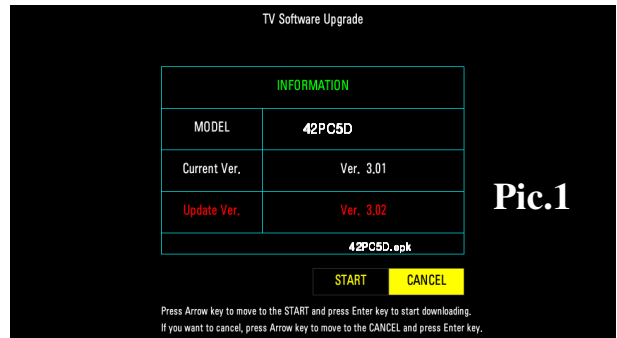 TV Software Upgrade
INFORMATION
MODEL 42PC5D
Current Ver. Ver. 3.01
Update Ver. Ver. 3.02
42PC5D.epk
START CANCEL
Pic.1
Press Arrow key to move to the START and press Enter key to start downloading.
If you want to cancel, press Arrow key to move to the CANCEL and press Enter key.